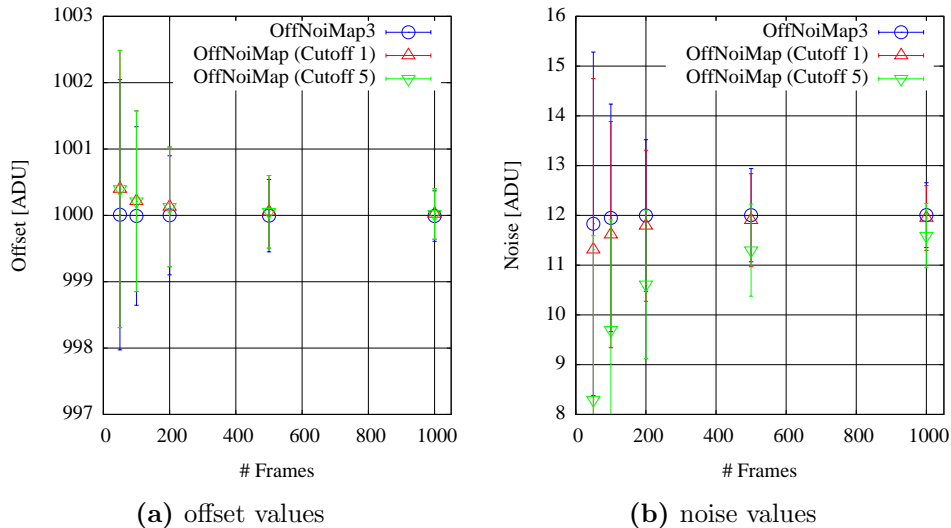 1003
1002
1001
1000
999
998
997
Offset [ADU]
0 200 400 600 800 1000
# Frames
OffNoiMap3
OffNoiMap (Cutoff 1)
OffNoiMap (Cutoff 5)
(a) offset values
16
15
14
13
12
11
10
9
8
Noise [ADU]
0 200 400 600 800 1000
# Frames
OffNoiMap3
OffNoiMap (Cutoff 1)
OffNoiMap (Cutoff 5)
(b) noise values